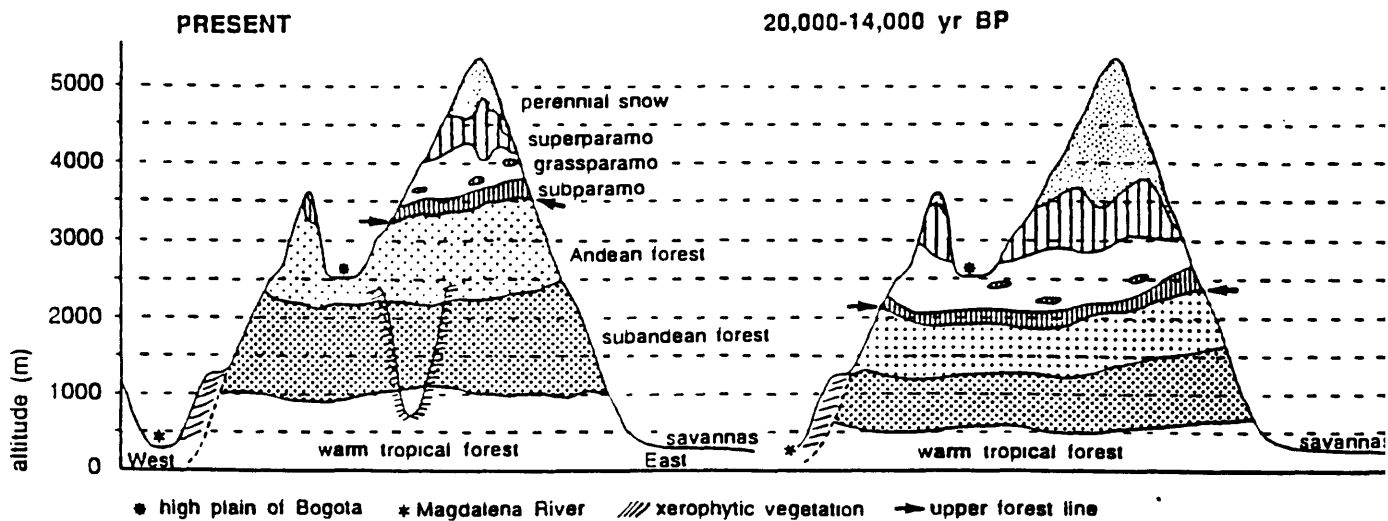 PRESENT
20,000-14,000 yr BP
5000
4000
3000
2000
1000
0
altitude (m)
perennial snow
superparamo
grassparamo
subparamo
Andean forest
subandean forest
warm tropical forest
savannas
West
East
warm tropical forest
savannas
high plain of Bogota
* Magdalena River
xerophytic vegetation
upper forest line